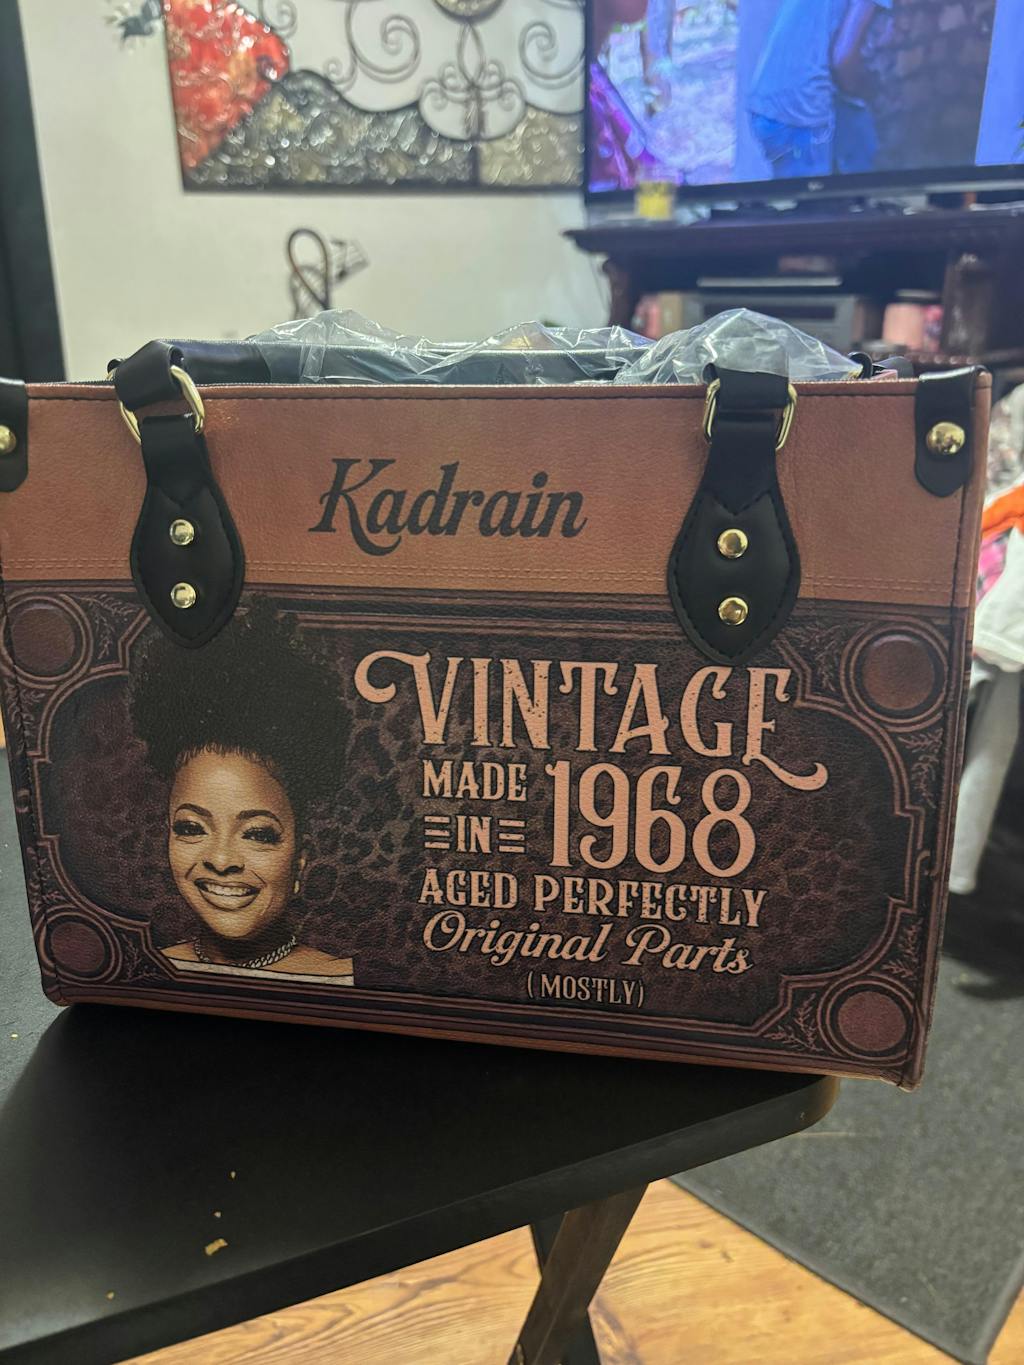 Kadrain
VINTAGE
MADE
IN
1968
AGED PERFECTLY
Original Parts
(MOSTLY)